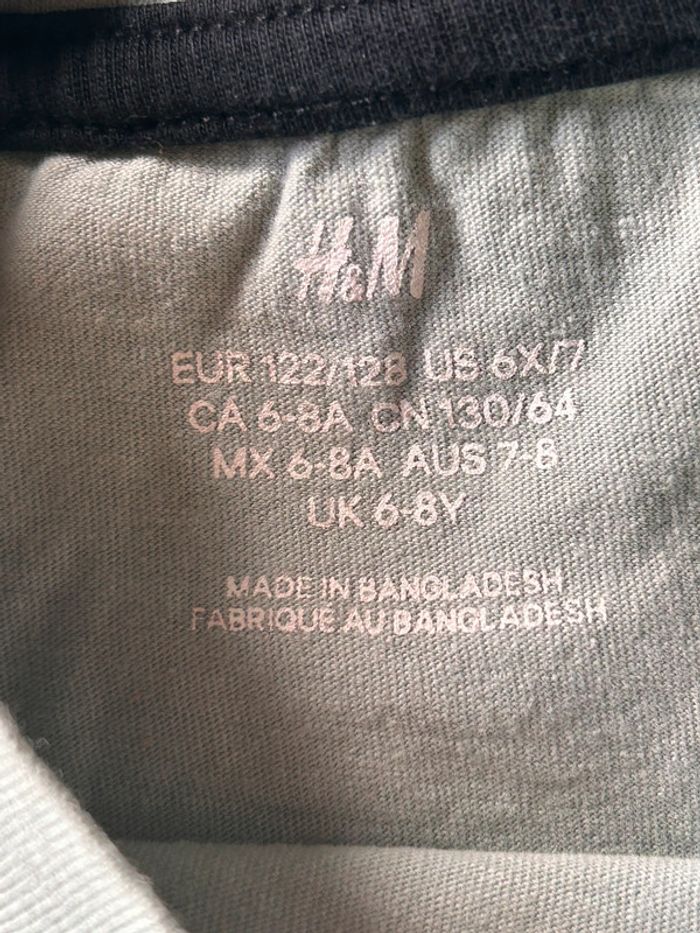 H&M
EUR 122/128 US 6X/7
CA 6-8A CN 130/64
MX 6-8A AUS 7-8
UK 6-8Y
MADE IN BANGLADESH
FABRIQUE AU BANGLADESH